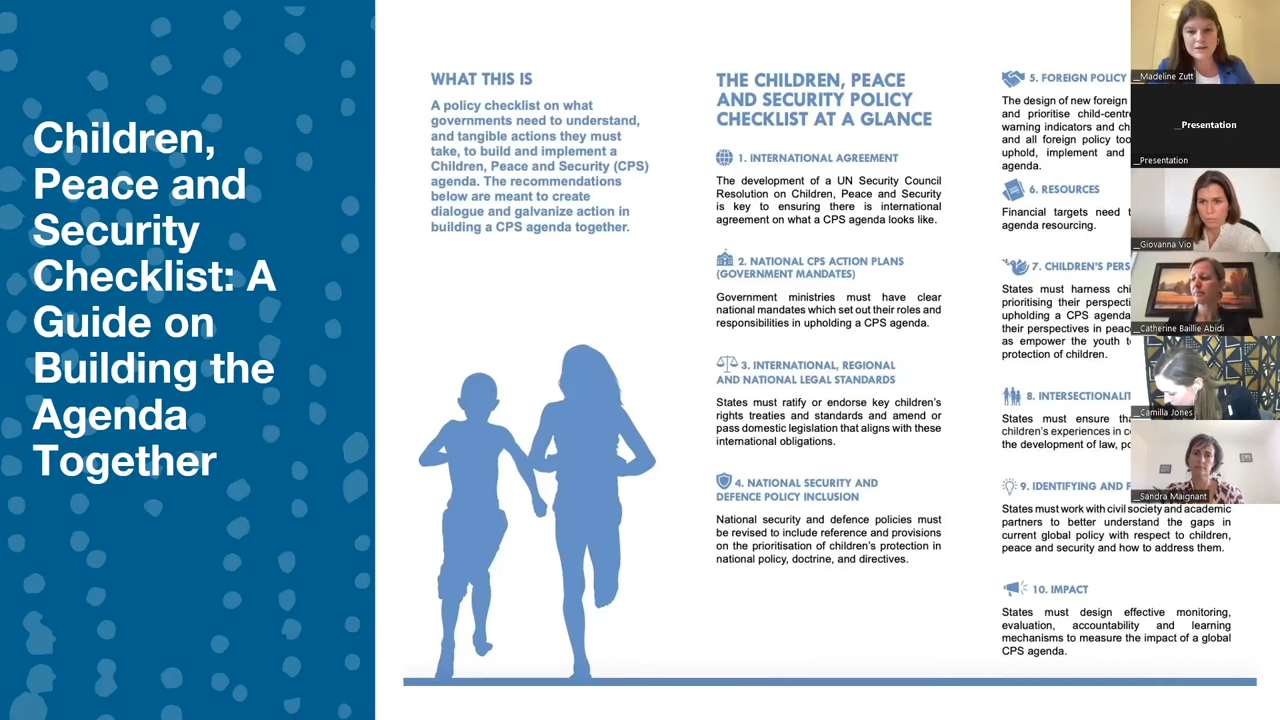 Children,
Peace and
Security
Checklist: A
Guide on
Building the
Agenda
Together
WHAT THIS IS
A policy checklist on what
governments need to understand,
and tangible actions they must
take, to build and implement a
Children, Peace and Security (CPS)
agenda. The recommendations
below are meant to create
dialogue and galvanize action in
building a CPS agenda together.
THE CHILDREN, PEACE
AND SECURITY POLICY
CHECKLIST AT A GLANCE
1. INTERNATIONAL AGREEMENT
The development of a UN Security Council
Resolution on Children, Peace and Security
is key to ensuring there is international
agreement on what a CPS agenda looks like.
2. NATIONAL CPS ACTION PLANS
(GOVERNMENT MANDATES)
Government ministries must have clear
national mandates which set out their roles and
responsibilities in upholding a CPS agenda.
3. INTERNATIONAL, REGIONAL
AND NATIONAL LEGAL STANDARDS
States must ratify or endorse key children's
rights treaties and standards and amend or
pass domestic legislation that aligns with these
international obligations.
4. NATIONAL SECURITY AND
DEFENCE POLICY INCLUSION
National security and defence policies must
be revised to include reference and provisions
on the prioritisation of children's protection in
national policy, doctrine, and directives.
5. FOREIGN POLICY
The design of new foreign
and prioritise child-centr
warning indicators and ch
and all foreign policy too
uphold, implement and
agenda.
6. RESOURCES
Financial targets need t
agenda resourcing.
7. CHILDREN'S PERS
States must harness chi
prioritising their perspecti
upholding a CPS agenda
their perspectives in peac
as empower the youth t
protection of children.
8. INTERSECTIONALIT
States must ensure tha
children's experiences in c
the development of law, po
9. IDENTIFYING AND F
States must work with civil society and academic
partners to better understand the gaps in
current global policy with respect to children,
peace and security and how to address them.
10. IMPACT
States must design effective monitoring,
evaluation, accountability and learning
mechanisms to measure the impact of a global
CPS agenda.
__Madeline Zutt
__Presentation
__Presentation
__Giovanna Vio
__Catherine Baillie Abidi
__Camilla Jones
__Sandra Maignant